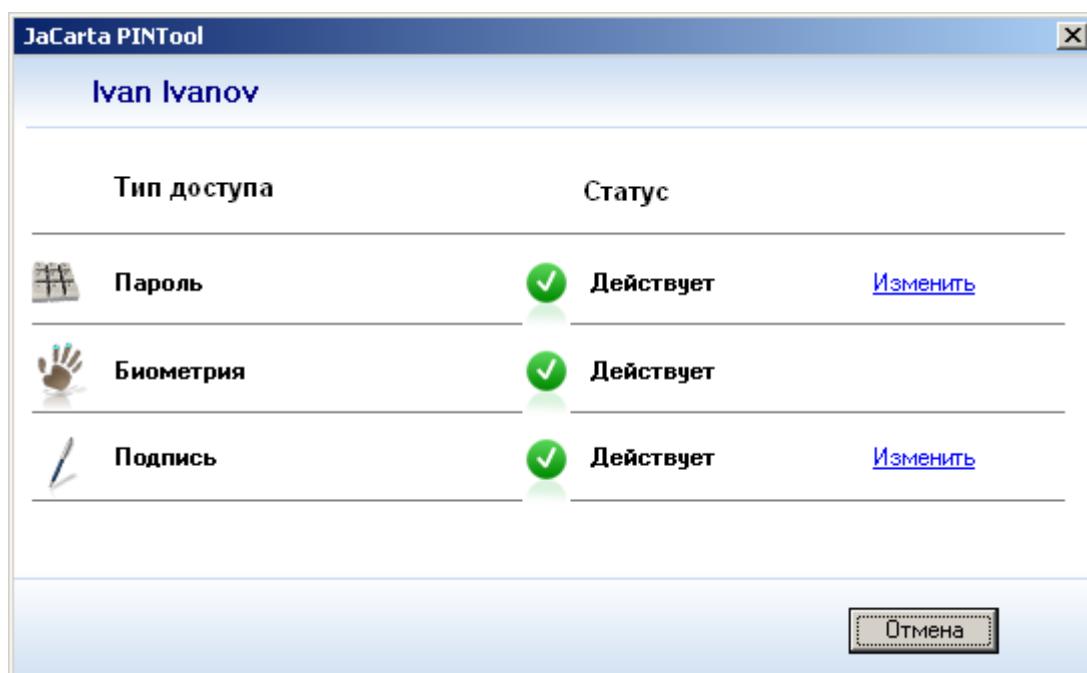 JaCarta PINTool
Ivan Ivanov
Тип доступа Статус
Пароль Действует Изменить
Биометрия Действует
Подпись Действует Изменить
Отмена